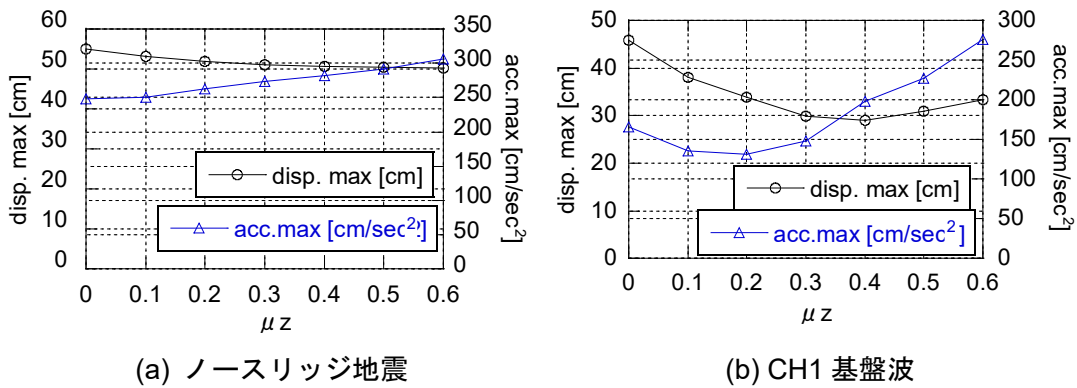 60
50
40
30
20
10
0
disp. max [cm]
350
300
250
200
150
100
50
0
acc.max [cm/sec²]
disp. max [cm]
acc.max [cm/sec²]
0 0.1 0.2 0.3 0.4 0.5 0.6
μ z
(a) ノースリッジ地震
50
40
30
20
10
0
disp. max [cm]
300
250
200
150
100
50
0
acc.max [cm/sec²]
disp. max [cm]
acc.max [cm/sec²]
0 0.1 0.2 0.3 0.4 0.5 0.6
μ z
(b) CH1 基盤波